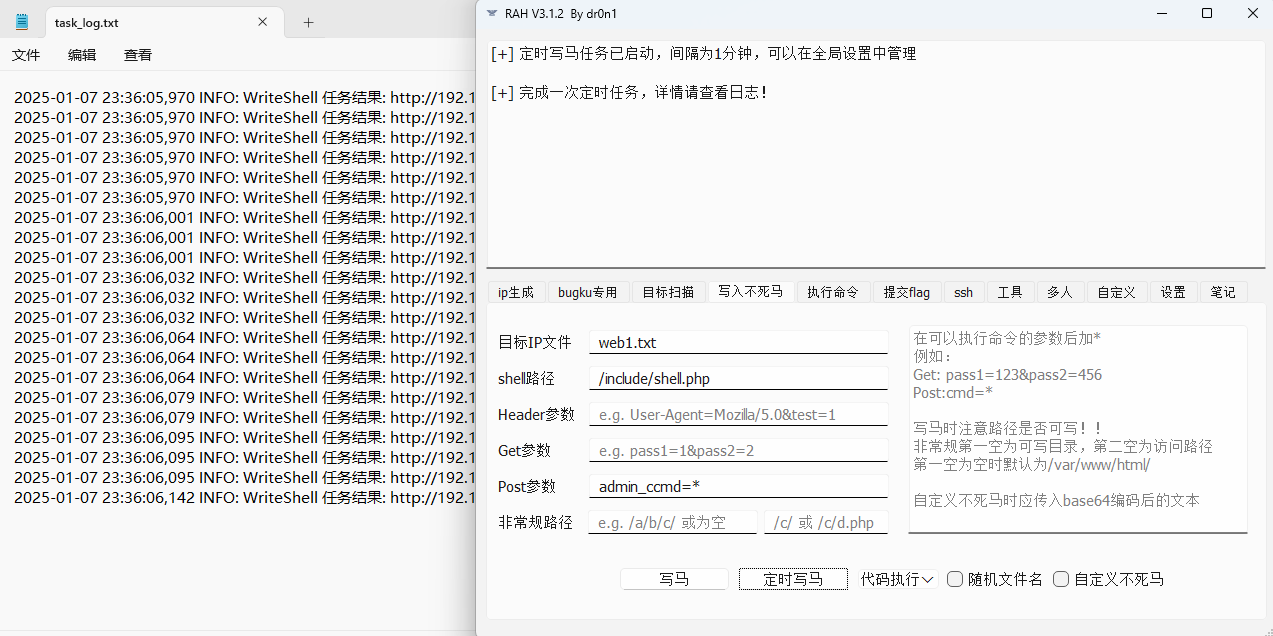 task_log.txt
文件 编辑 查看
2025-01-07 23:36:05,970 INFO: WriteShell 任务结果: http://192.1
2025-01-07 23:36:05,970 INFO: WriteShell 任务结果: http://192.1
2025-01-07 23:36:05,970 INFO: WriteShell 任务结果: http://192.1
2025-01-07 23:36:05,970 INFO: WriteShell 任务结果: http://192.1
2025-01-07 23:36:05,970 INFO: WriteShell 任务结果: http://192.1
2025-01-07 23:36:05,970 INFO: WriteShell 任务结果: http://192.1
2025-01-07 23:36:06,001 INFO: WriteShell 任务结果: http://192.1
2025-01-07 23:36:06,001 INFO: WriteShell 任务结果: http://192.1
2025-01-07 23:36:06,001 INFO: WriteShell 任务结果: http://192.1
2025-01-07 23:36:06,032 INFO: WriteShell 任务结果: http://192.1
2025-01-07 23:36:06,032 INFO: WriteShell 任务结果: http://192.1
2025-01-07 23:36:06,032 INFO: WriteShell 任务结果: http://192.1
2025-01-07 23:36:06,064 INFO: WriteShell 任务结果: http://192.1
2025-01-07 23:36:06,064 INFO: WriteShell 任务结果: http://192.1
2025-01-07 23:36:06,064 INFO: WriteShell 任务结果: http://192.1
2025-01-07 23:36:06,079 INFO: WriteShell 任务结果: http://192.1
2025-01-07 23:36:06,079 INFO: WriteShell 任务结果: http://192.1
2025-01-07 23:36:06,095 INFO: WriteShell 任务结果: http://192.1
2025-01-07 23:36:06,095 INFO: WriteShell 任务结果: http://192.1
2025-01-07 23:36:06,095 INFO: WriteShell 任务结果: http://192.1
2025-01-07 23:36:06,142 INFO: WriteShell 任务结果: http://192.1
RAH V3.1.2 By dr0n1
[+] 定时写马任务已启动，间隔为1分钟，可以在全局设置中管理
[+] 完成一次定时任务，详情请查看日志！
ip生成 bugku专用 目标扫描 写入不死马 执行命令 提交flag ssh 工具 多人 自定义 设置 笔记
目标IP文件 web1.txt
shell路径 /include/shell.php
Header参数 e.g. User-Agent=Mozilla/5.0&test=1
Get参数 e.g. pass1=1&pass2=2
Post参数 admin_ccmd=*
非常规路径 e.g. /a/b/c/ 或为空 /c/ 或 /c/d.php
在可以执行命令的参数后加*
例如：
Get: pass1=123&pass2=456
Post:cmd=*
写马时注意路径是否可写！！
非常规第一空为可写目录，第二空为访问路径
第一空为空时默认为/var/www/html/
自定义不死马时应传入base64编码后的文本
写马 定时写马 代码执行 随机文件名 自定义不死马